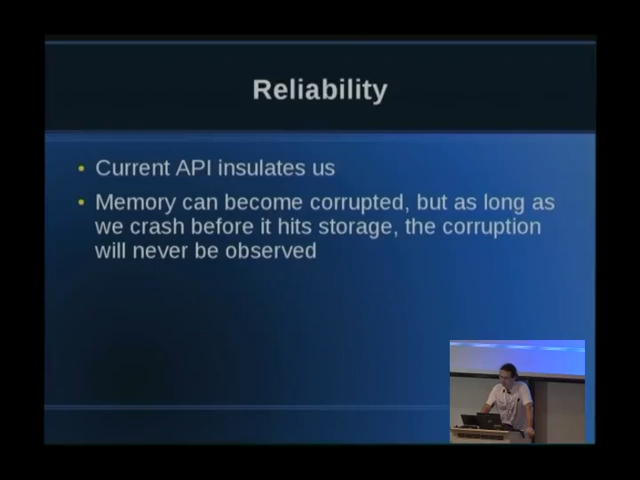 Reliability
Current API insulates us
Memory can become corrupted, but as long as
we crash before it hits storage, the corruption
will never be observed